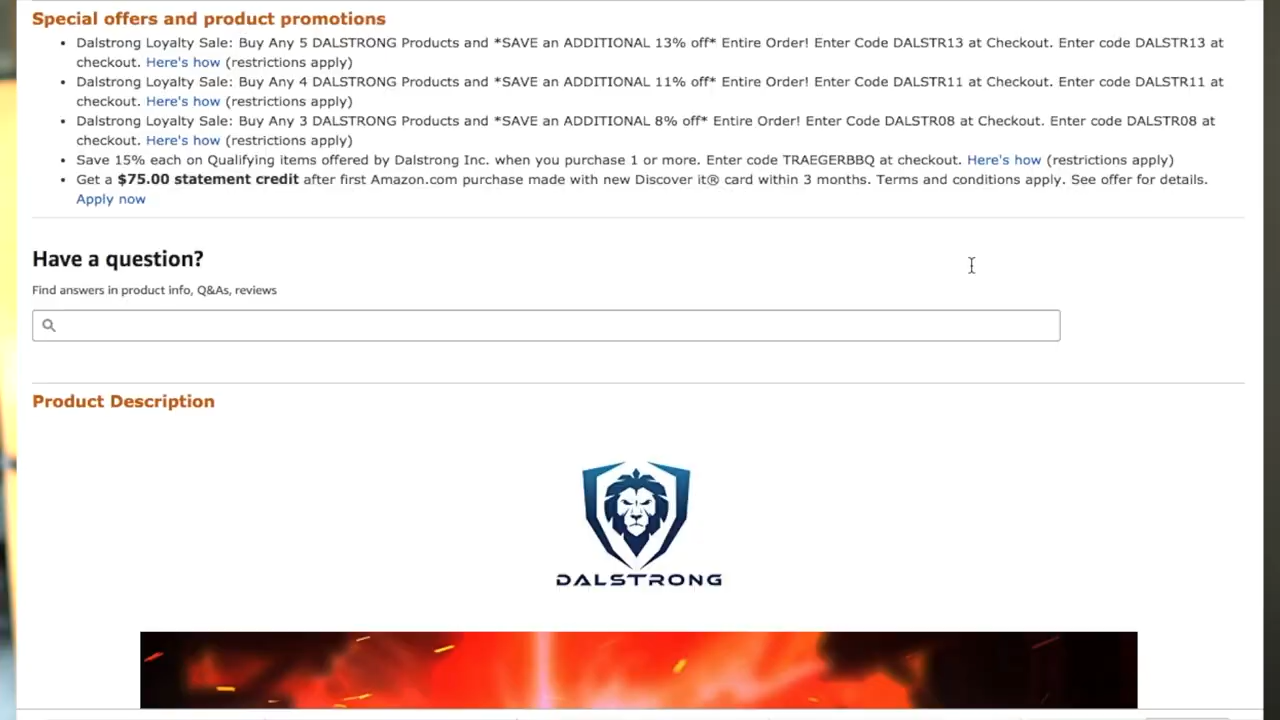 Special offers and product promotions
Dalstrong Loyalty Sale: Buy Any 5 DALSTRONG Products and *SAVE an ADDITIONAL 13% off* Entire Order! Enter Code DALSTR13 at Checkout. Enter code DALSTR13 at
checkout. Here's how (restrictions apply)
Dalstrong Loyalty Sale: Buy Any 4 DALSTRONG Products and *SAVE an ADDITIONAL 11% off* Entire Order! Enter Code DALSTR11 at Checkout. Enter code DALSTR11 at
checkout. Here's how (restrictions apply)
Dalstrong Loyalty Sale: Buy Any 3 DALSTRONG Products and *SAVE an ADDITIONAL 8% off* Entire Order! Enter Code DALSTR08 at Checkout. Enter code DALSTR08 at
checkout. Here's how (restrictions apply)
Save 15% each on Qualifying items offered by Dalstrong Inc. when you purchase 1 or more. Enter code TRAEGERBBQ at checkout. Here's how (restrictions apply)
Get a $75.00 statement credit after first Amazon.com purchase made with new Discover it® card within 3 months. Terms and conditions apply. See offer for details.
Apply now
Have a question?
Find answers in product info, Q&As, reviews
Product Description
DALSTRONG